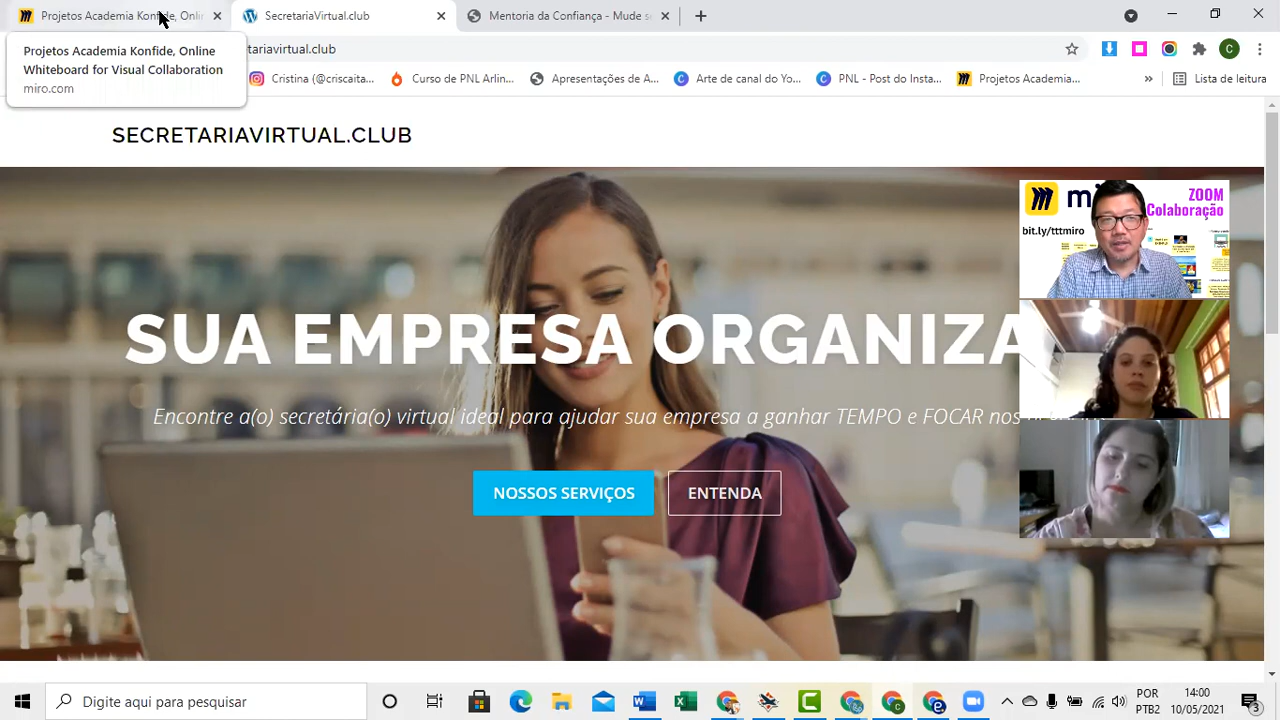 Projetos Academia Konfide, Onlin
SecretariaVirtual.club
Mentoria da Confiança - Mude s
Projetos Academia Konfide, Online
Whiteboard for Visual Collaboration
miro.com
tariavirtual.club
C
Cristina (@criscaita...
Curso de PNL Arlin...
Apresentações de A...
Arte de canal do Yo...
PNL - Post do Insta...
Projetos Academia...
Lista de leitura
SECRETARIAVIRTUAL.CLUB
SUA EMPRESA ORGANIZA
Encontre a(o) secretária(o) virtual ideal para ajudar sua empresa a ganhar TEMPO e FOCAR nos
NOSSOS SERVIÇOS
ENTENDA
ZOOM
Colaboração
bit.ly/tttmiro
Digite aqui para pesquisar
POR
PTB2
14:00
10/05/2021
3